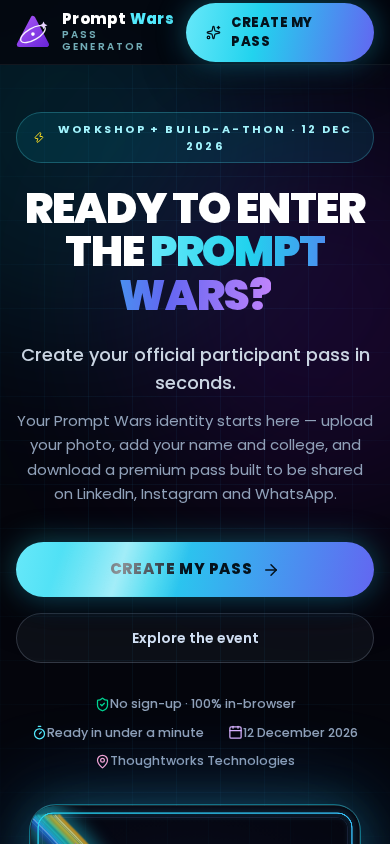 Prompt Wars
PASS
GENERATOR
CREATE MY
PASS
WORKSHOP + BUILD-A-THON · 12 DEC
2026
READY TO ENTER
THE PROMPT
WARS?
Create your official participant pass in
seconds.
Your Prompt Wars identity starts here — upload
your photo, add your name and college, and
download a premium pass built to be shared
on LinkedIn, Instagram and WhatsApp.
CREATE MY PASS →
Explore the event
No sign-up · 100% in-browser
Ready in under a minute 12 December 2026
Thoughtworks Technologies